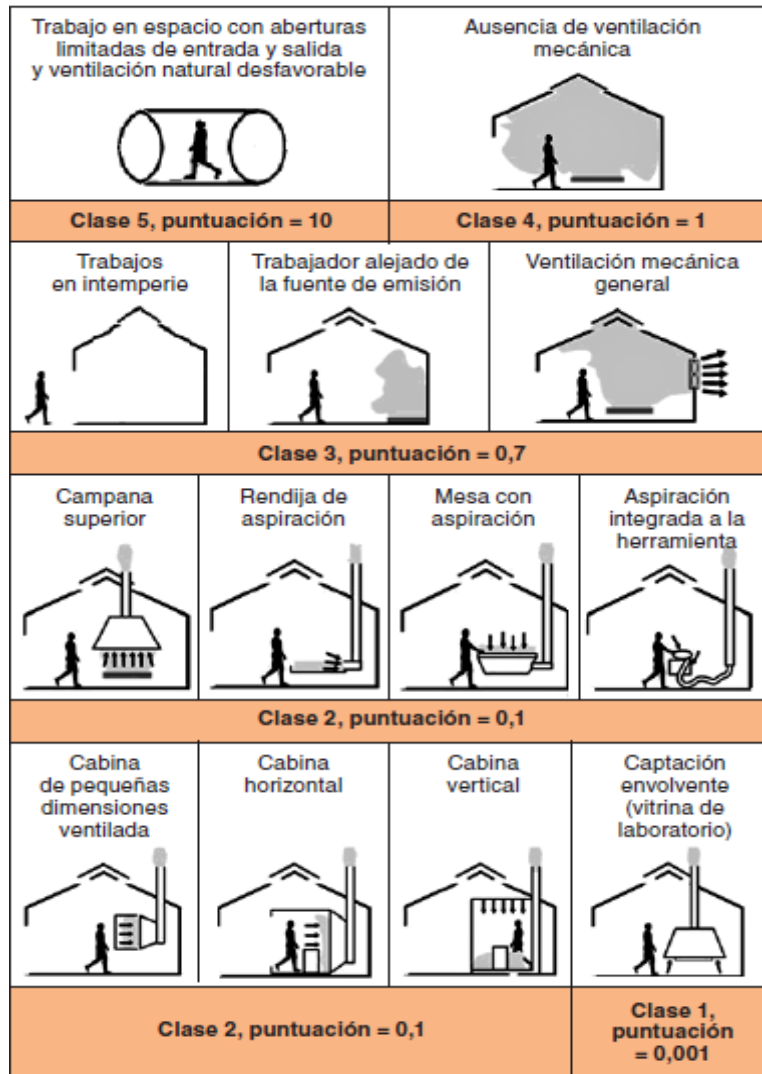 Trabajo en espacio con aberturas
limitadas de entrada y salida
y ventilación natural desfavorable
Ausencia de ventilación
mecánica
Clase 5, puntuación = 10
Clase 4, puntuación = 1
Trabajos
en intemperie
Trabajador alejado de
la fuente de emisión
Ventilación mecánica
general
Clase 3, puntuación = 0,7
Campana
superior
Rendija de
aspiración
Mesa con
aspiración
Aspiración
integrada a la
herramienta
Clase 2, puntuación = 0,1
Cabina
de pequeñas
dimensiones
ventilada
Cabina
horizontal
Cabina
vertical
Captación
envolvente
(vitrina de
laboratorio)
Clase 2, puntuación = 0,1
Clase 1,
puntuación
= 0,001